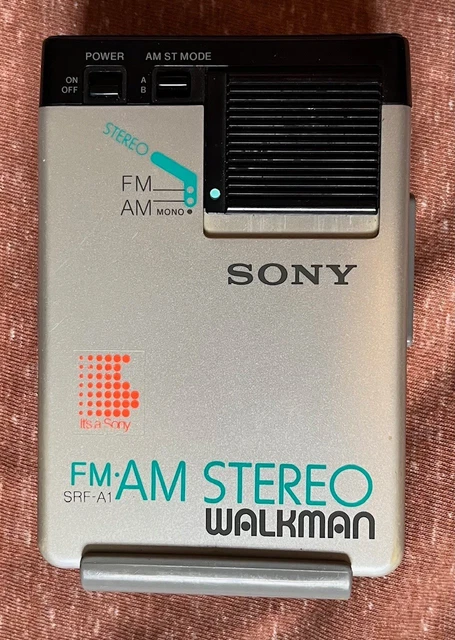 POWER AM ST MODE
ON
OFF
A
B
STEREO
FM
AM MONO
SONY
It's a Sony
FM·AM STEREO
SRF-A1
WALKMAN